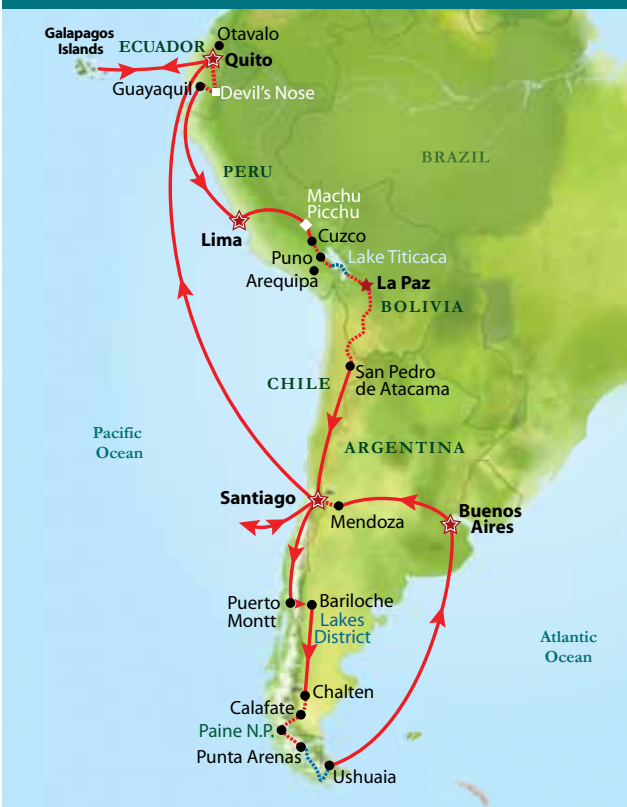 Otavalo
Galapagos
Islands
ECUADOR
Quito
Guayaquil
Devil's Nose
BRAZIL
PERU
Machu
Picchu
Lima
Cuzco
Puno
Lake Titicaca
Arequipa
La Paz
BOLIVIA
San Pedro
de Atacama
CHILE
Pacific
Ocean
ARGENTINA
Santiago
Mendoza
Buenos
Aires
Puerto
Montt
Bariloche
Lakes
District
Atlantic
Ocean
Chalten
Calafate
Paine N.P.
Punta Arenas
Ushuaia